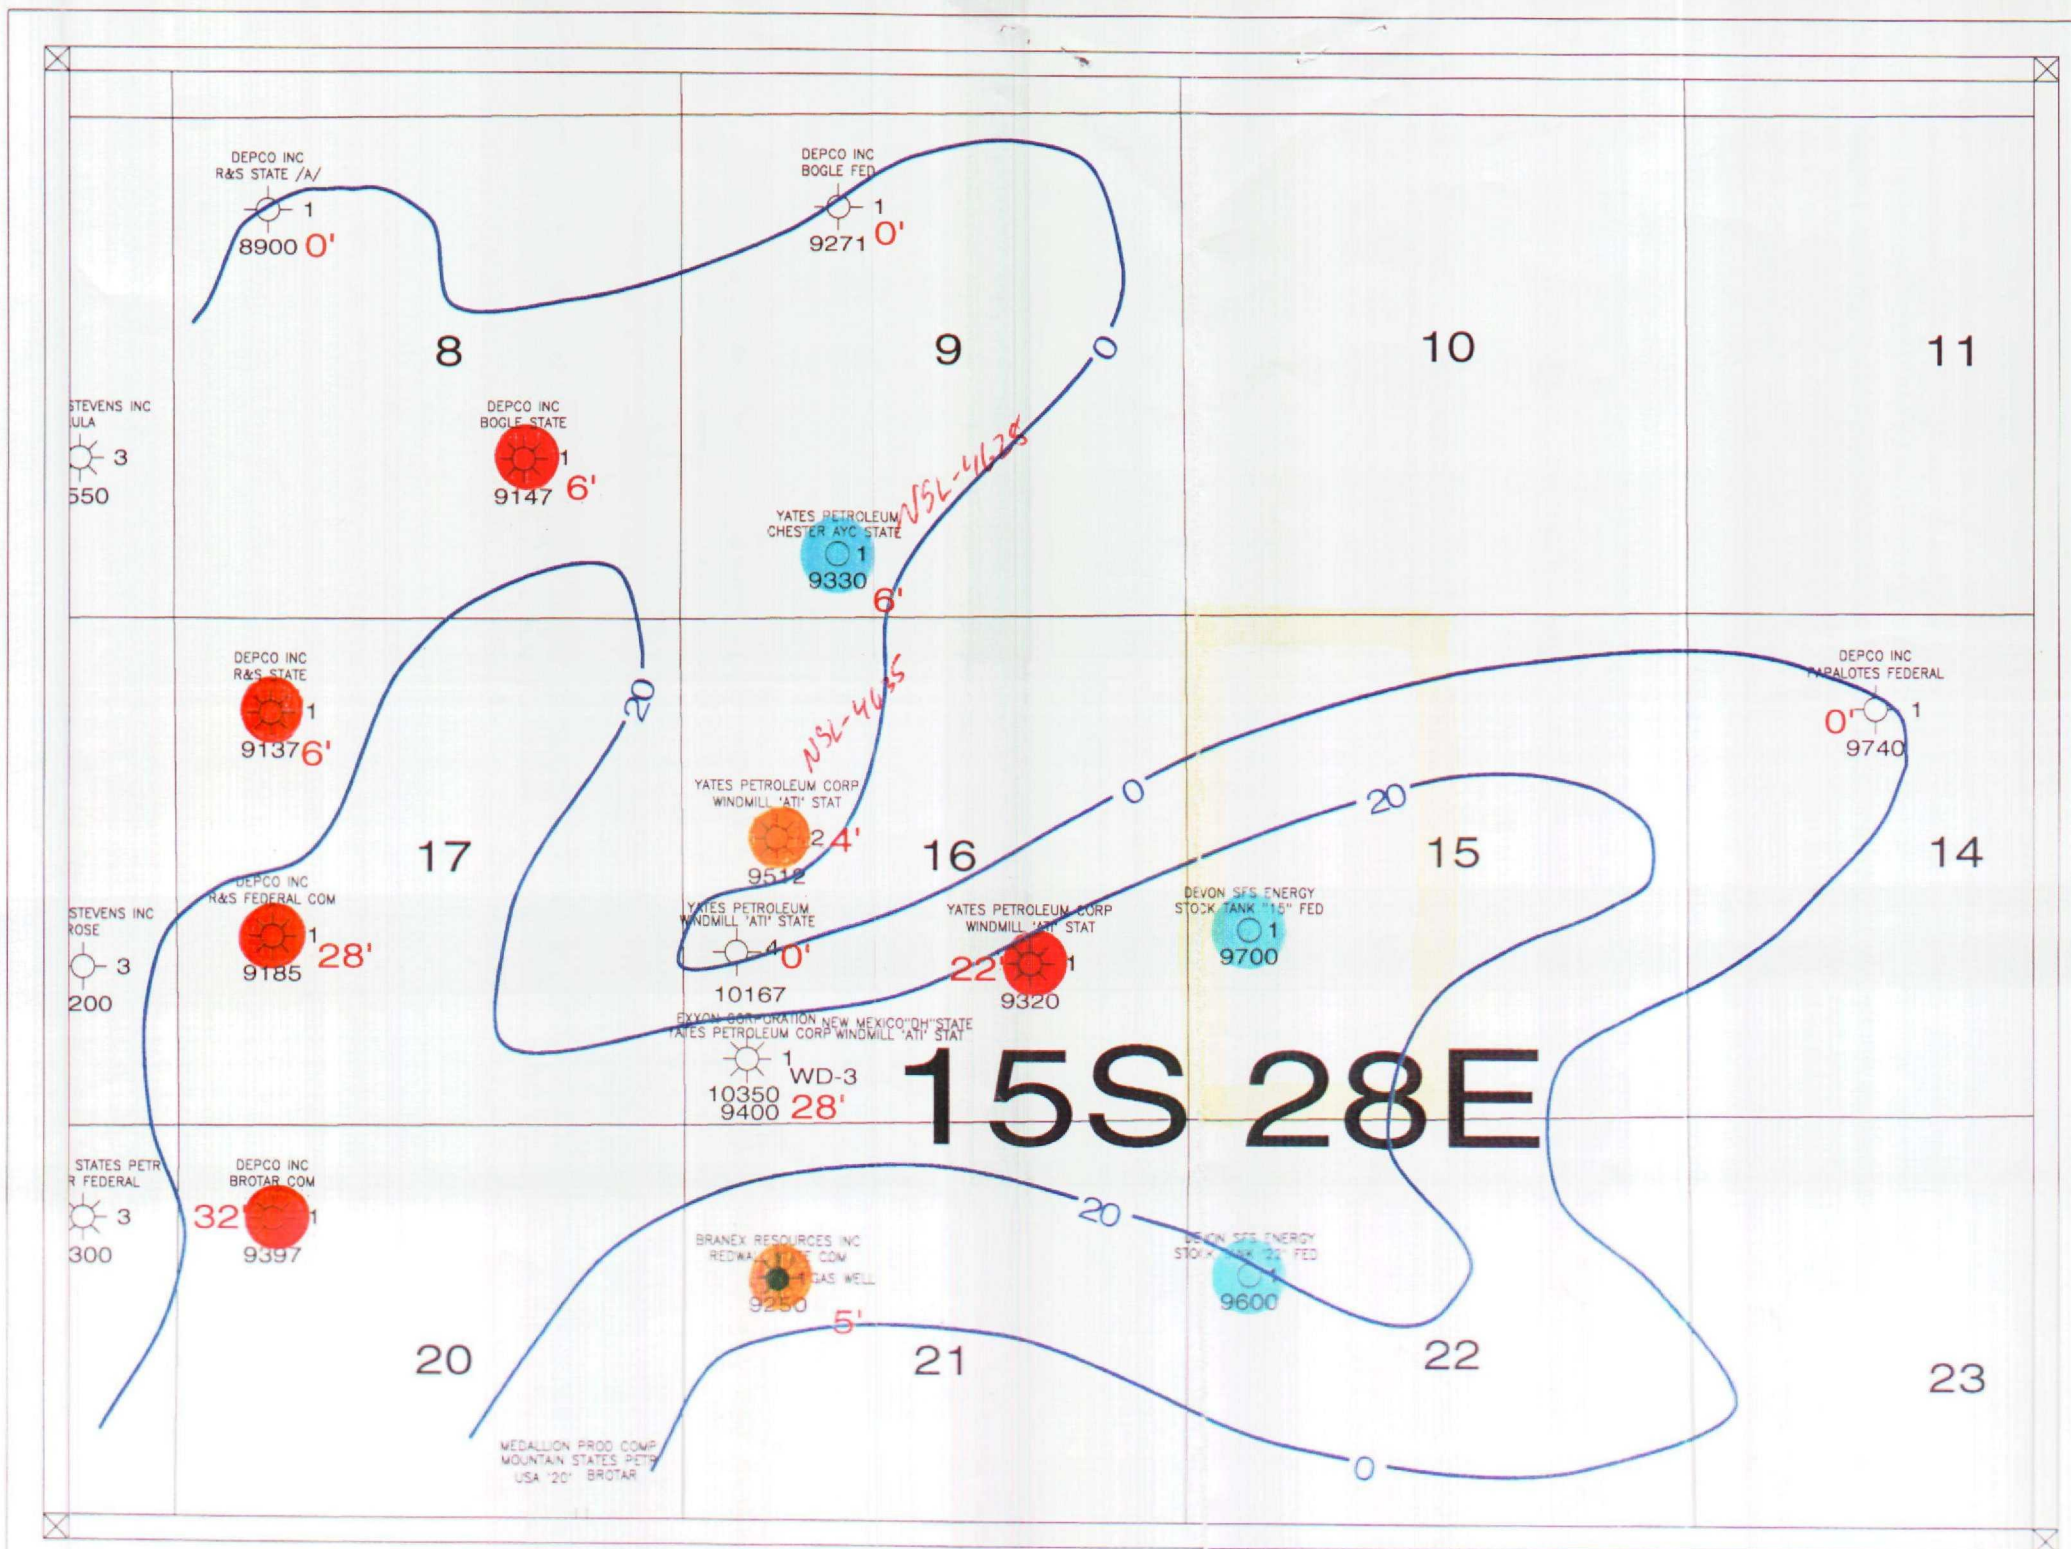 DEPCO INC
R&S STATE /A/
1
8900 0'
DEPCO INC
BOGLE FED
1
9271 0'
8
9
0
10
11
STEVENS INC
ULA
3
550
DEPCO INC
BOGLE STATE
1
9147 6'
NSL-4628
YATES PETROLEUM
CHESTER AYC STATE
1
9330
6'
DEPCO INC
R&S STATE
1
9137 6'
20
NSL-4635
DEPCO INC
PAPALOTES FEDERAL
0' 1
9740
YATES PETROLEUM CORP
WINDMILL 'ATI' STAT
2 4'
9512
0
20
17
16
15
14
DEPCO INC
R&S FEDERAL COM
1
9185 28'
STEVENS INC
ROSE
3
200
YATES PETROLEUM
WINDMILL 'ATI' STATE
4 0'
10167
YATES PETROLEUM CORP
WINDMILL 'ATI' STAT
22' 1
9320
DEVON SFS ENERGY
STOCK TANK "15" FED
1
9700
EXXON CORPORATION NEW MEXICO"DH"STATE
YATES PETROLEUM CORP WINDMILL 'ATI' STAT
1
WD-3
10350
9400 28'
15S 28E
STATES PETR
R FEDERAL
3
300
DEPCO INC
BROTAR COM
32' 1
9397
20
BRANEX RESOURCES INC
REDWALL STATE COM
1 GAS WELL
9250
5'
DEVON SFS ENERGY
STOCK TANK "22" FED
1
9600
20
21
22
23
MEDALLION PROD COMP
MOUNTAIN STATES PETR
USA '20' BROTAR
0